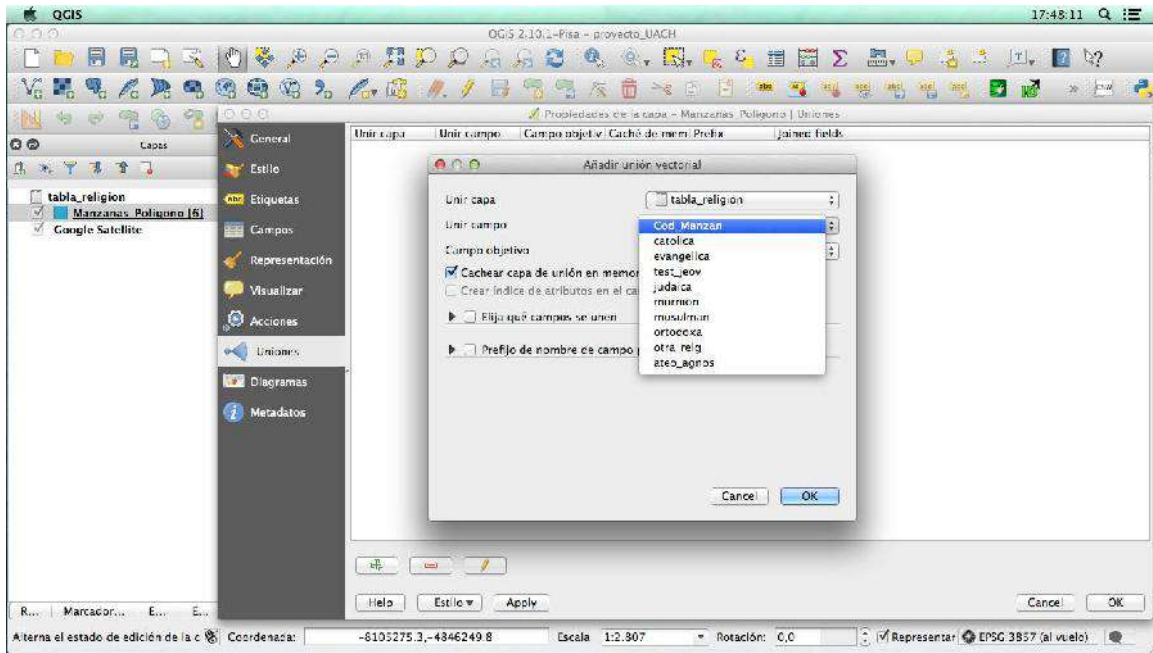 QGIS
17:48:11
QGIS 2.10.1-Pisa - proyecto_UACH
Propiedades de la capa - Manzanas_Poligono | Uniones
Capas
tabla_religion
Manzanas_Poligono [6]
Google Satellite
General
Estilo
Etiquetas
Campos
Representación
Visualizar
Acciones
Uniones
Diagramas
Metadatos
Unir capa Unir campo Campo objetiv Caché de mem Prefix Joined fields
Añadir unión vectorial
Unir capa tabla_religion
Unir campo
Campo objetivo
Cachear capa de unión en memor
Crear índice de atributos en el ca
Elija qué campos se unen
Prefijo de nombre de campo
Cod_Manzan
catolica
evangelica
test_jeov
judaica
mormon
musulman
ortodoxa
otra_relg
ateo_agnos
Cancel OK
Help Estilo Apply Cancel OK
R... Marcador... E... E...
Alterna el estado de edición de la c Coordenada: -8105275.3,-4846249.8 Escala 1:2.807 Rotación: 0,0 Representar EPSG:3857 (al vuelo)